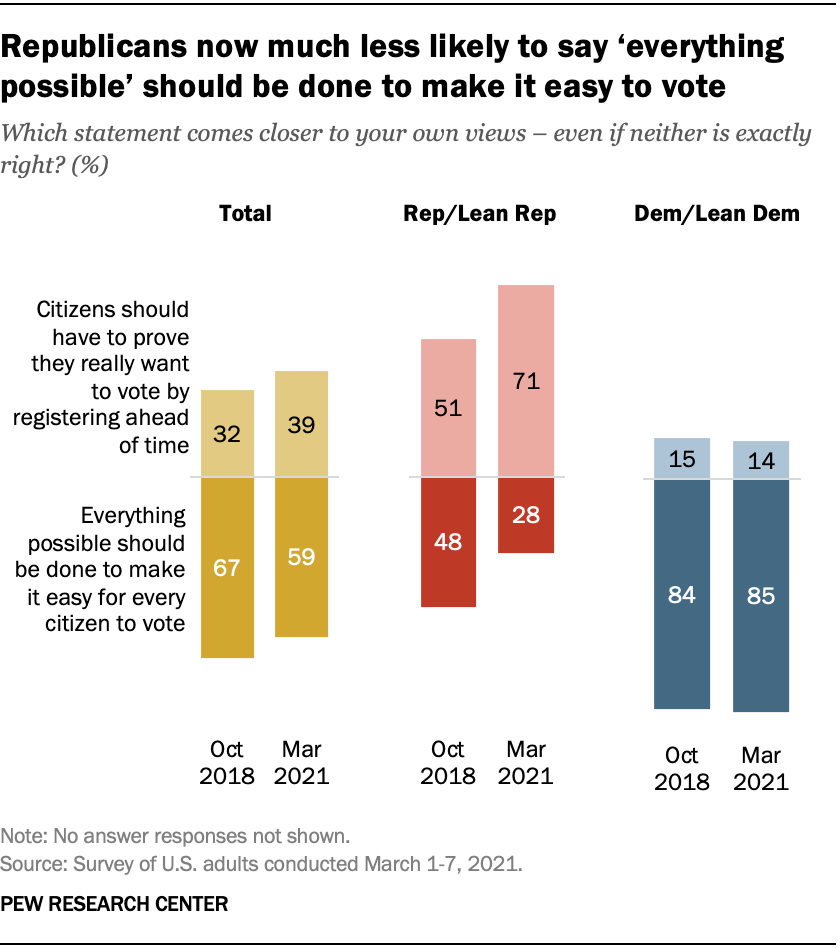 Republicans now much less likely to say ‘everything
possible’ should be done to make it easy to vote
Which statement comes closer to your own views – even if neither is exactly
right? (%)
Total
Rep/Lean Rep
Dem/Lean Dem
Citizens should
have to prove
they really want
to vote by
registering ahead
of time
32
39
51
71
15
14
Everything
possible should
be done to make
it easy for every
citizen to vote
67
59
48
28
84
85
Oct
2018
Mar
2021
Oct
2018
Mar
2021
Oct
2018
Mar
2021
Note: No answer responses not shown.
Source: Survey of U.S. adults conducted March 1-7, 2021.
PEW RESEARCH CENTER